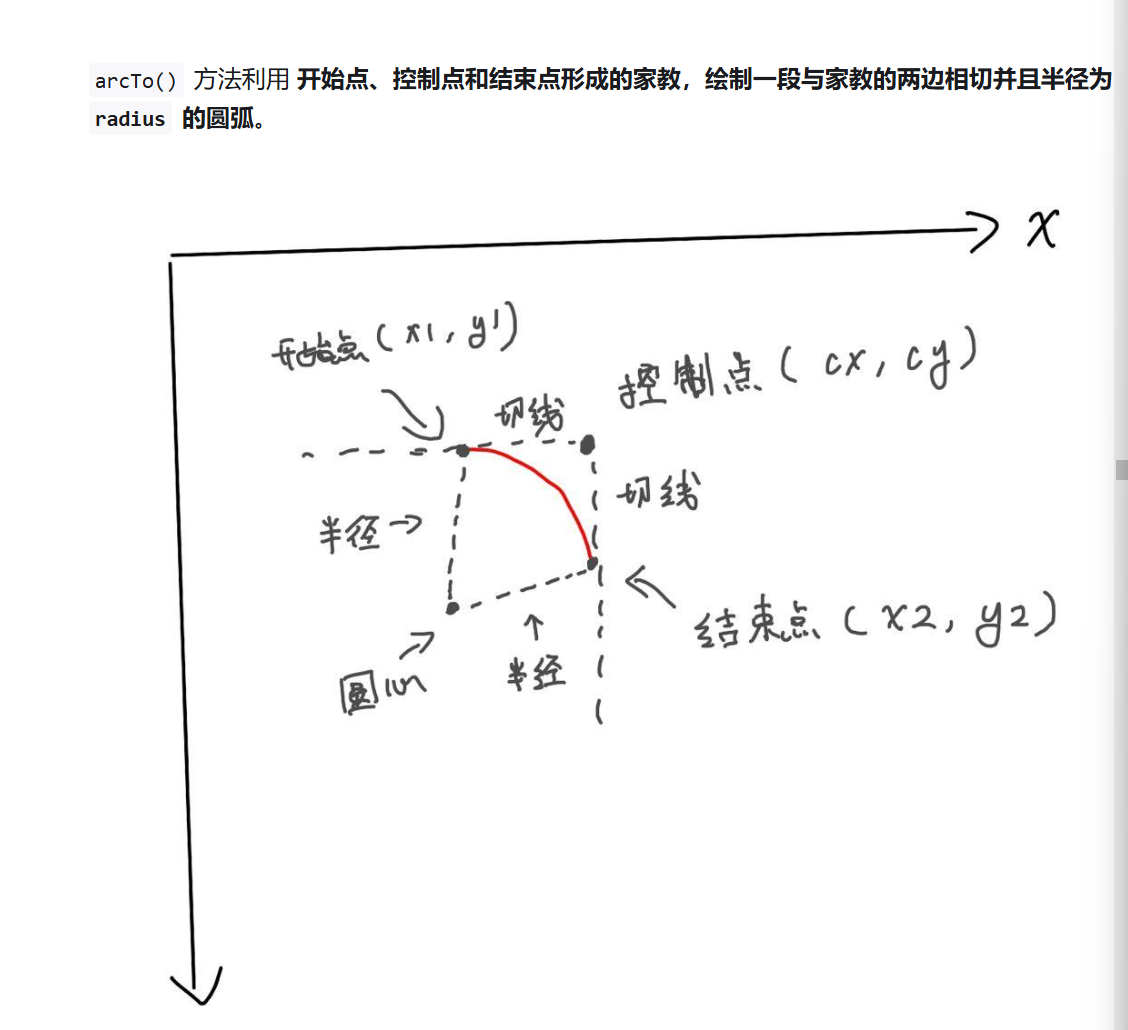 arcTo() 方法利用 开始点、控制点和结束点形成的家教，绘制一段与家教的两边相切并且半径为
radius 的圆弧。
x
开始点(x1, y1)
控制点(cx, cy)
切线
切线
半径
结束点(x2, y2)
半径
圆心